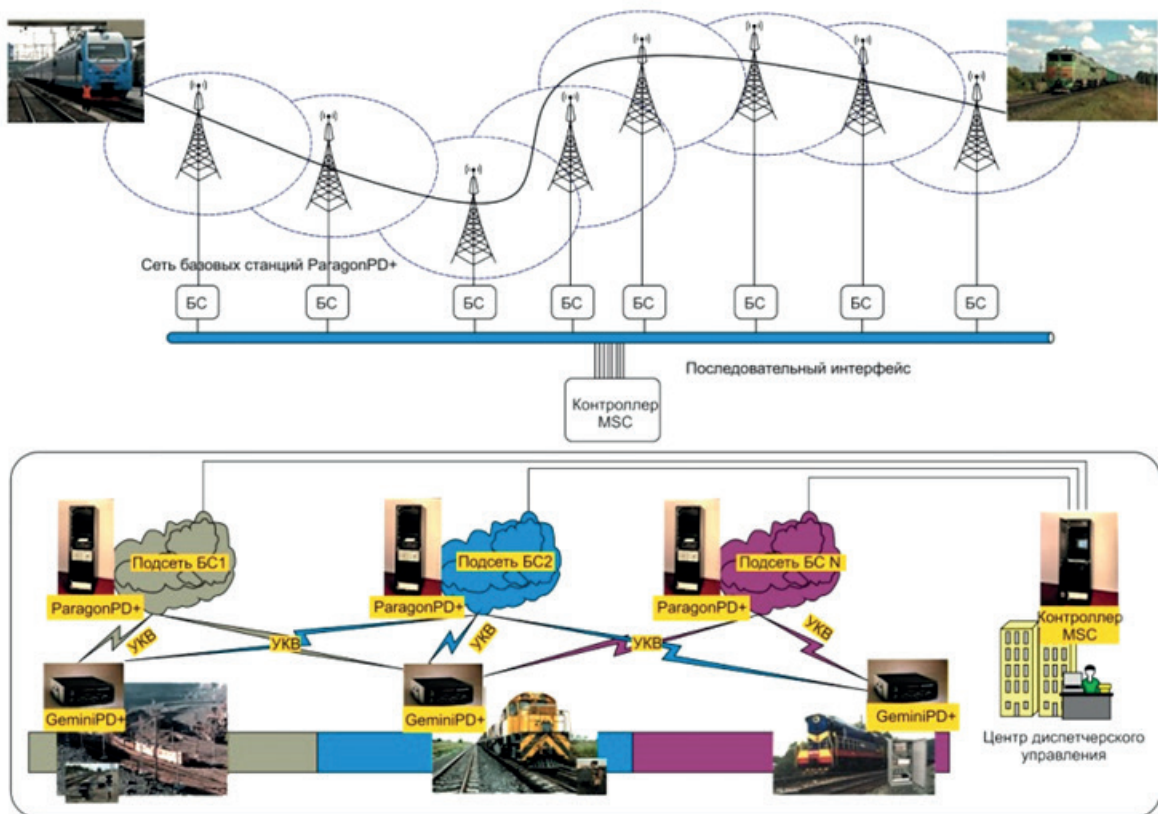 Сеть базовых станций ParagonPD+
БС БС БС БС БС БС БС БС
Последовательный интерфейс
Контроллер
MSC
Подсеть БС1
Подсеть БС2
Подсеть БС N
ParagonPD+
ParagonPD+
ParagonPD+
Контроллер
MSC
УКВ
УКВ
УКВ
УКВ
УКВ
GeminiPD+
GeminiPD+
GeminiPD+
Центр диспетчерского
управления